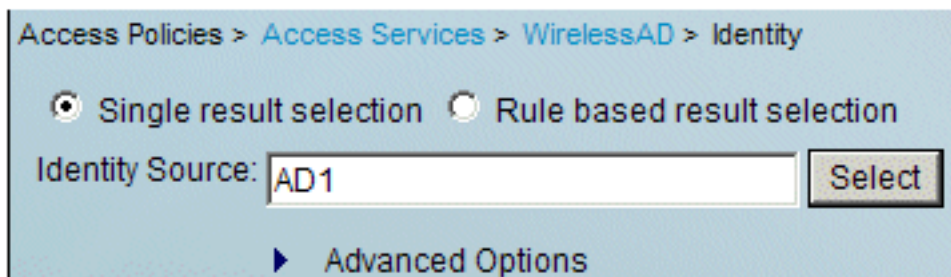 Access Policies > Access Services > WirelessAD > Identity
Single result selection Rule based result selection
Identity Source: AD1 Select
Advanced Options